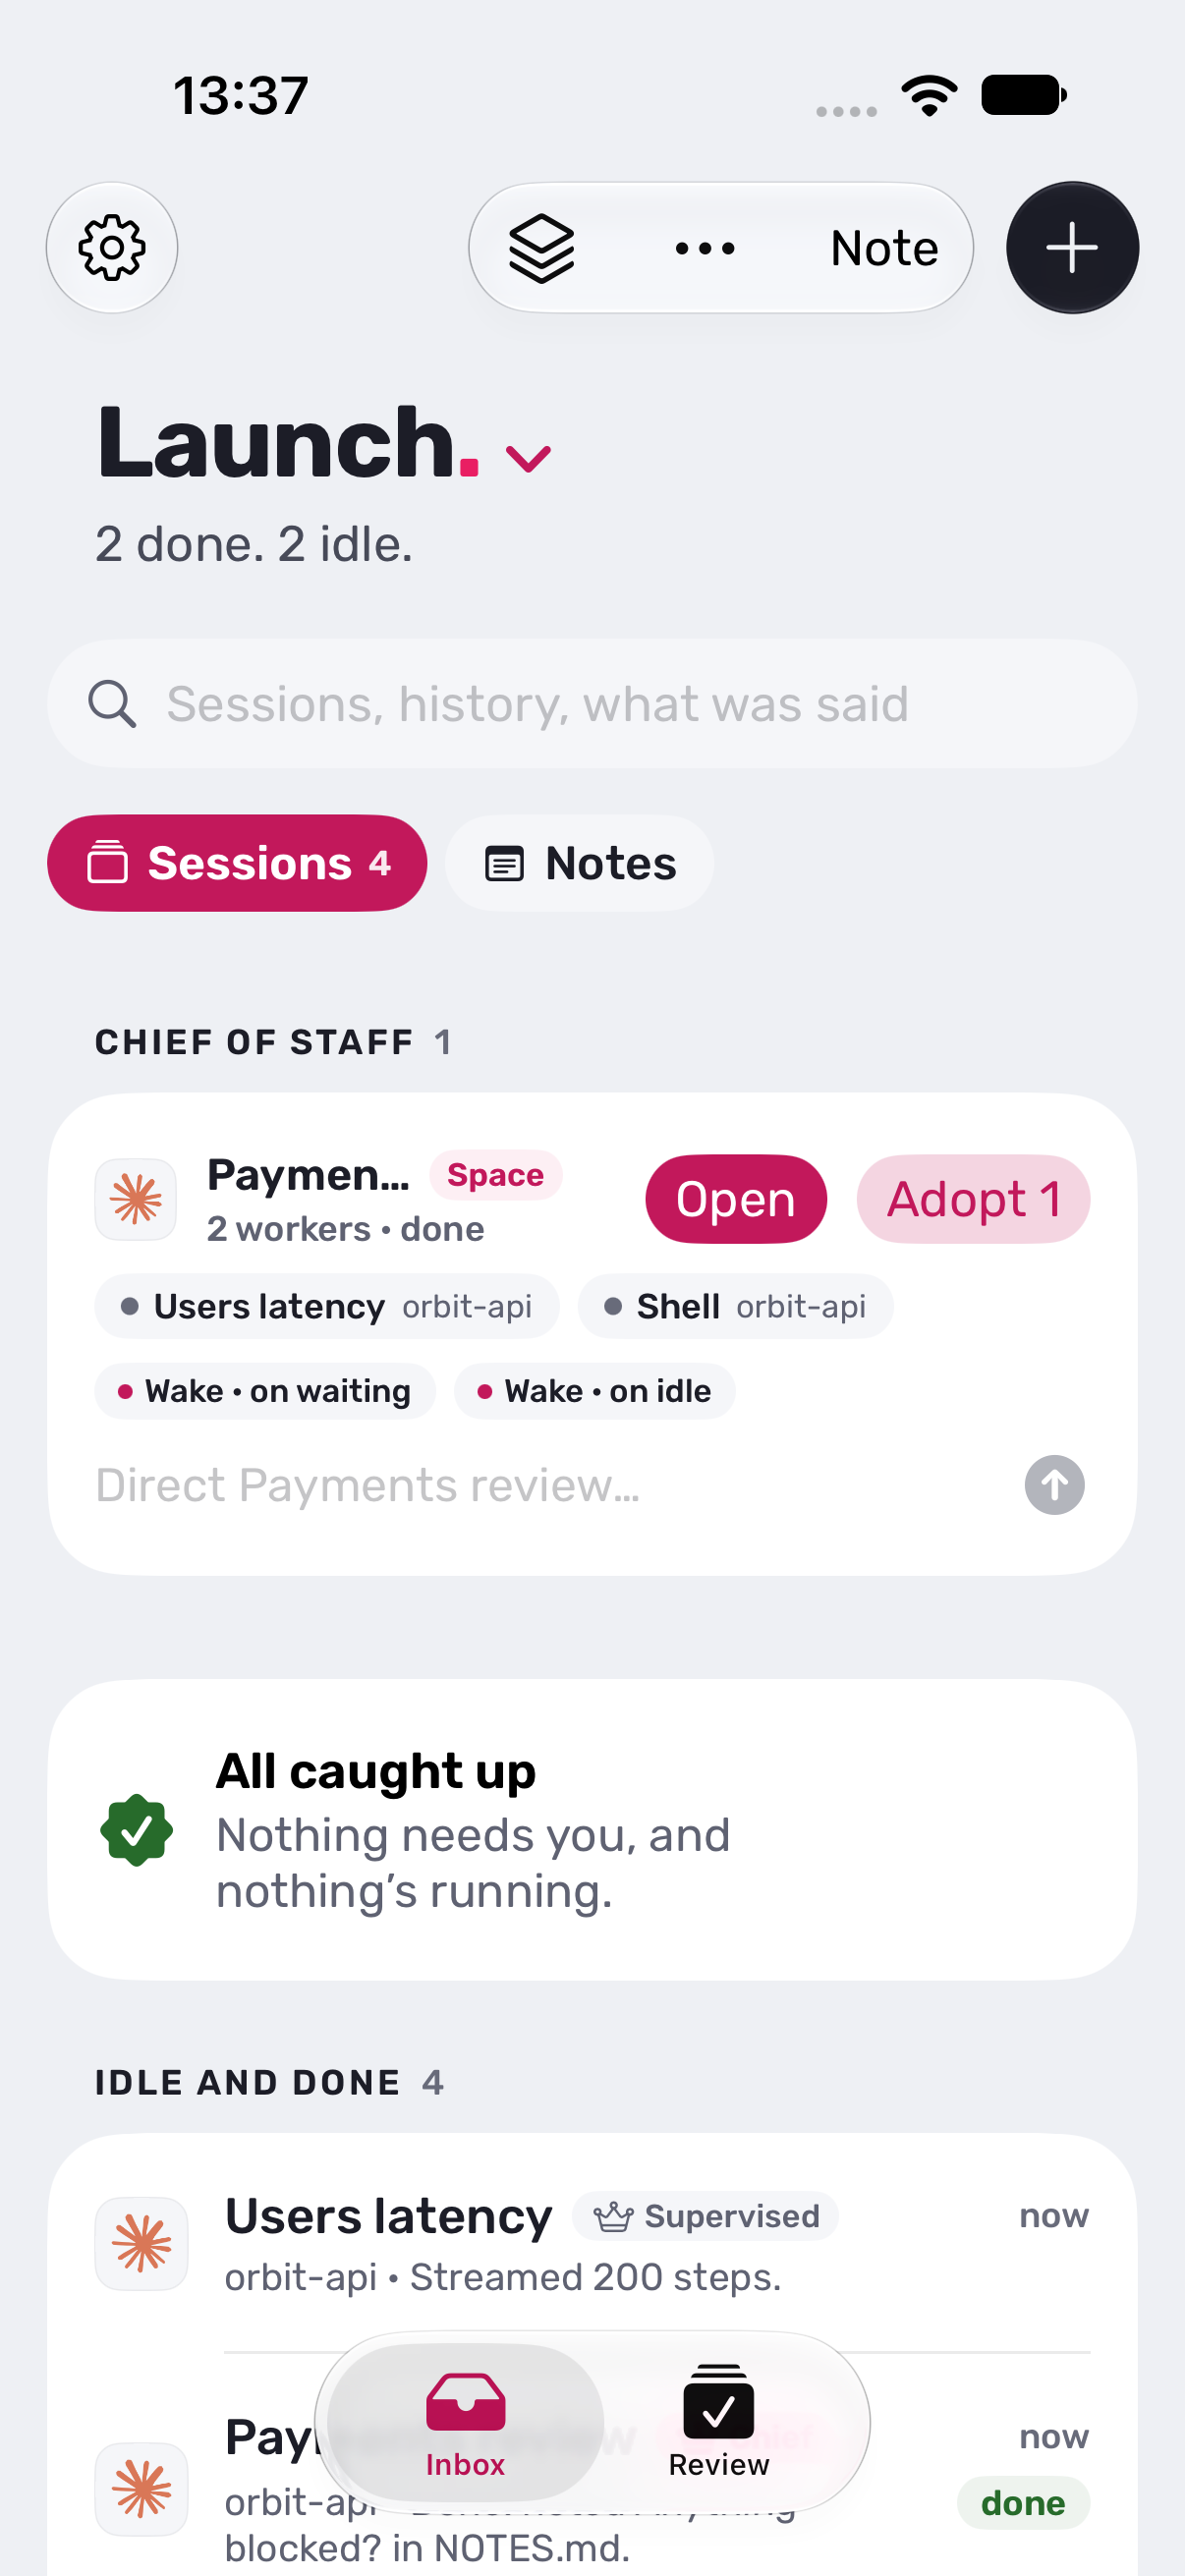 13:37
Note
Launch.
2 done. 2 idle.
Sessions, history, what was said
Sessions 4
Notes
CHIEF OF STAFF 1
Paymen... Space
2 workers • done
Open
Adopt 1
Users latency orbit-api
Shell orbit-api
Wake • on waiting
Wake • on idle
Direct Payments review...
All caught up
Nothing needs you, and
nothing’s running.
IDLE AND DONE 4
Users latency Supervised now
orbit-api • Streamed 200 steps.
Pay now
orbit-api
done
blocked? in NOTES.md.
Inbox
Review